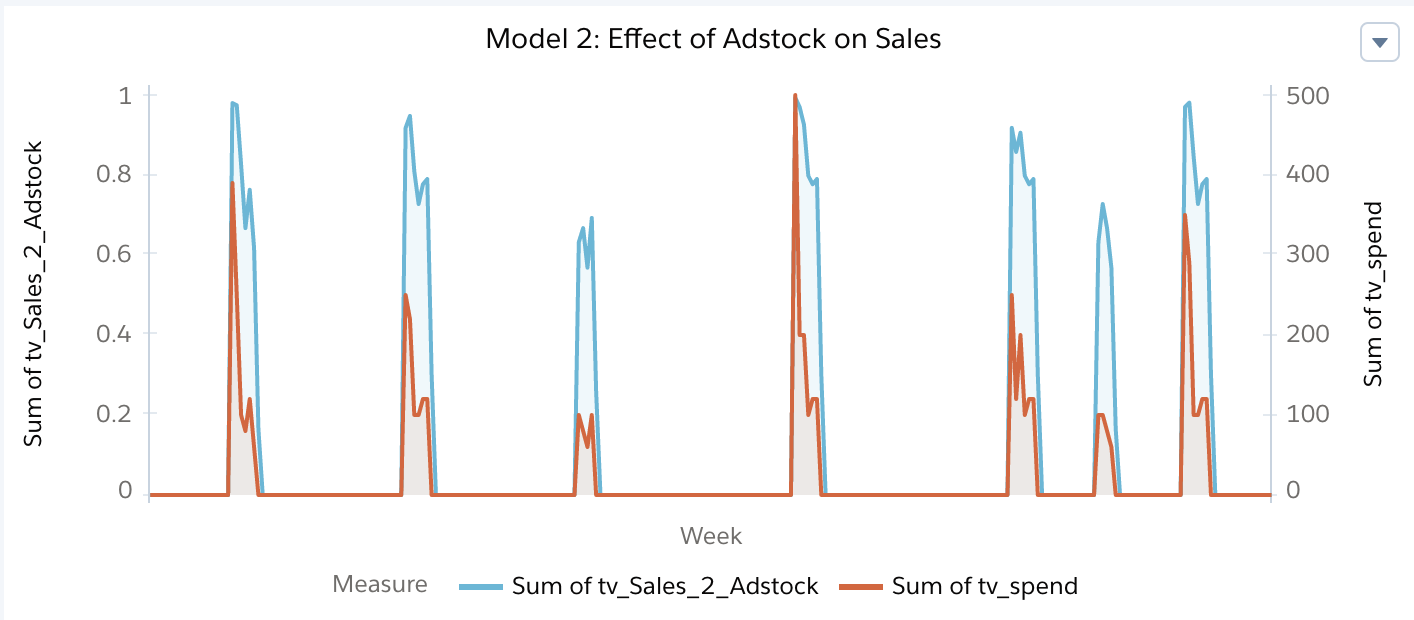 Model 2: Effect of Adstock on Sales
Sum of tv_Sales_2_Adstock
1
0.8
0.6
0.4
0.2
0
500
400
300
200
100
0
Sum of tv_spend
Week
Measure Sum of tv_Sales_2_Adstock Sum of tv_spend